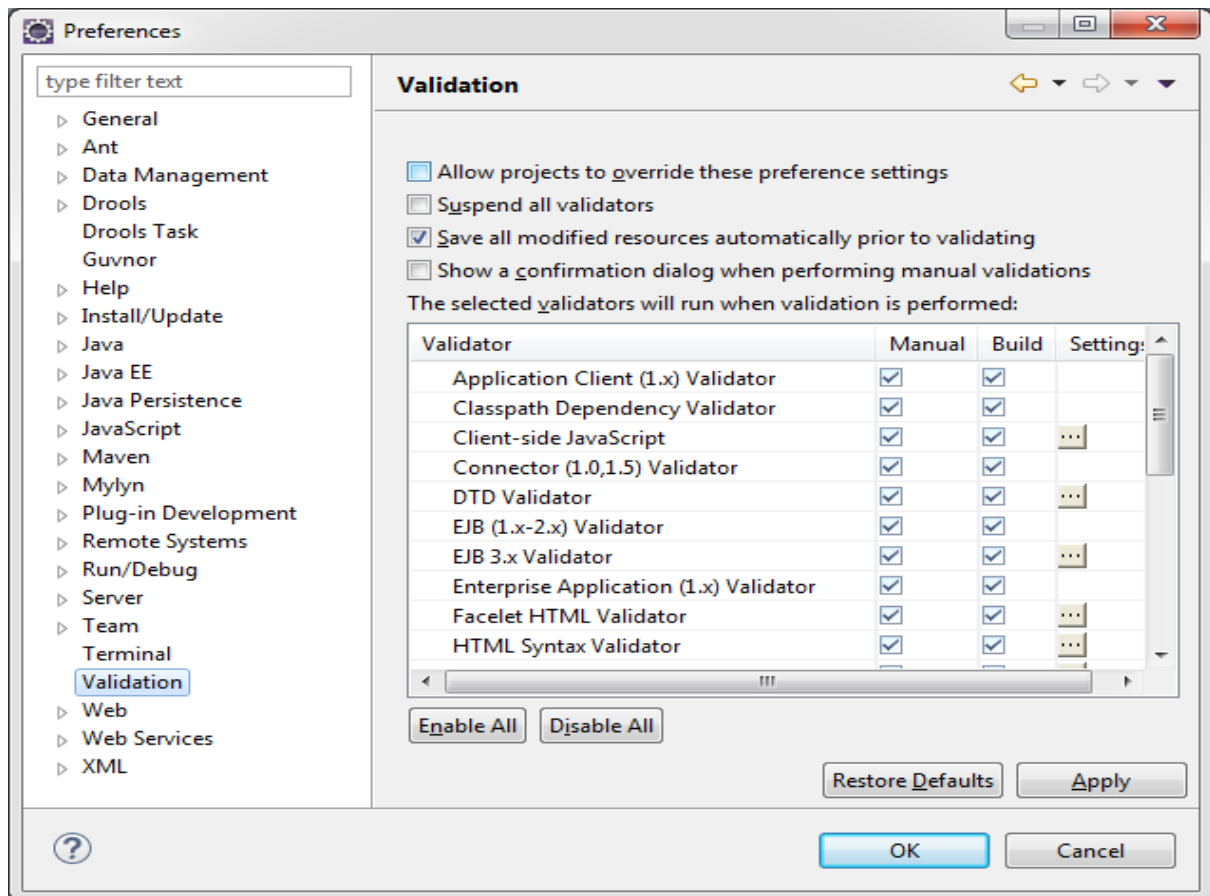 Preferences
type filter text
General
Ant
Data Management
Drools
Drools Task
Guvnor
Help
Install/Update
Java
Java EE
Java Persistence
JavaScript
Maven
Mylyn
Plug-in Development
Remote Systems
Run/Debug
Server
Team
Terminal
Validation
Web
Web Services
XML
Validation
Allow projects to override these preference settings
Suspend all validators
Save all modified resources automatically prior to validating
Show a confirmation dialog when performing manual validations
The selected validators will run when validation is performed:
Validator Manual Build Settings
Application Client (1.x) Validator
Classpath Dependency Validator
Client-side JavaScript ...
Connector (1.0,1.5) Validator
DTD Validator ...
EJB (1.x-2.x) Validator
EJB 3.x Validator ...
Enterprise Application (1.x) Validator
Facelet HTML Validator ...
HTML Syntax Validator ...
Enable All Disable All
Restore Defaults Apply
? OK Cancel